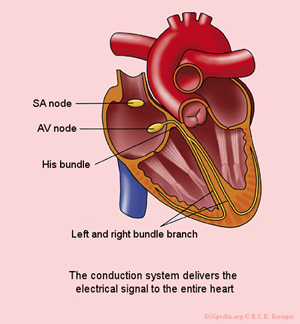 SA node
AV node
His bundle
Left and right bundle branch
The conduction system delivers the
electrical signal to the entire heart
ECGpedia.org © R.C.B. Kreuger